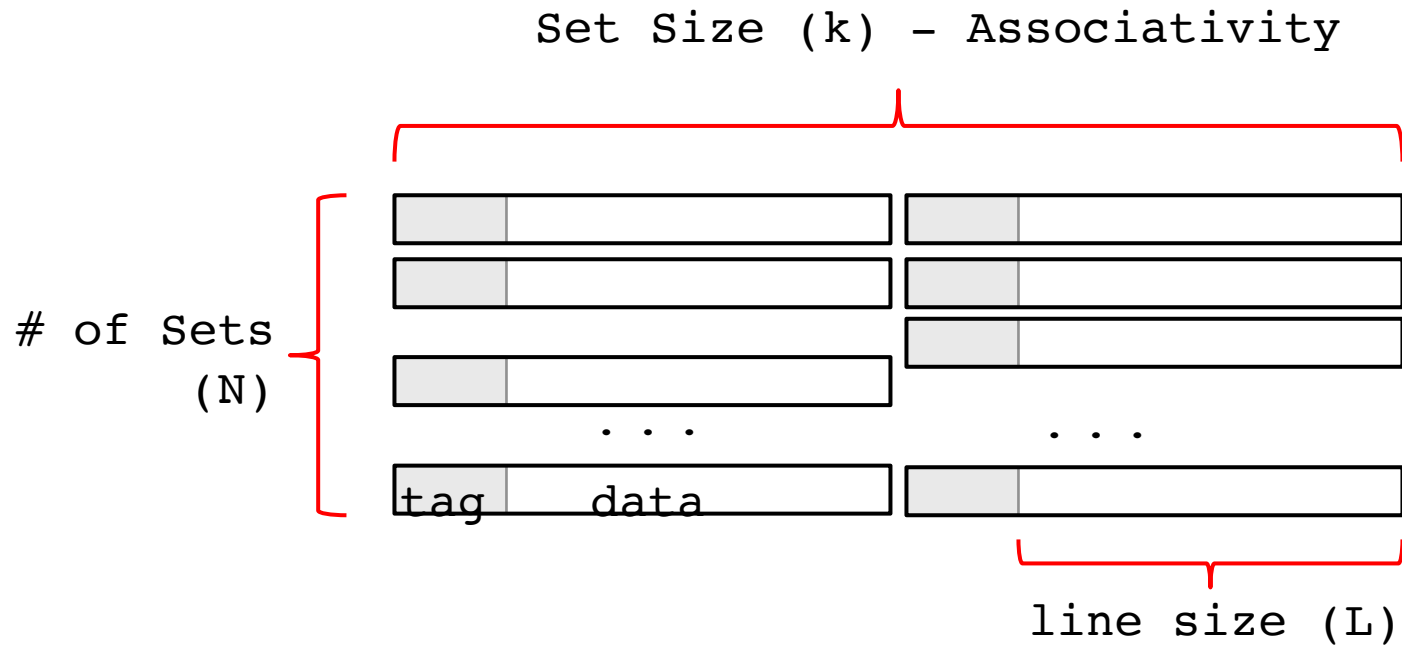 Set Size (k) – Associativity
# of Sets
(N)
. . .
. . .
tag data
line size (L)